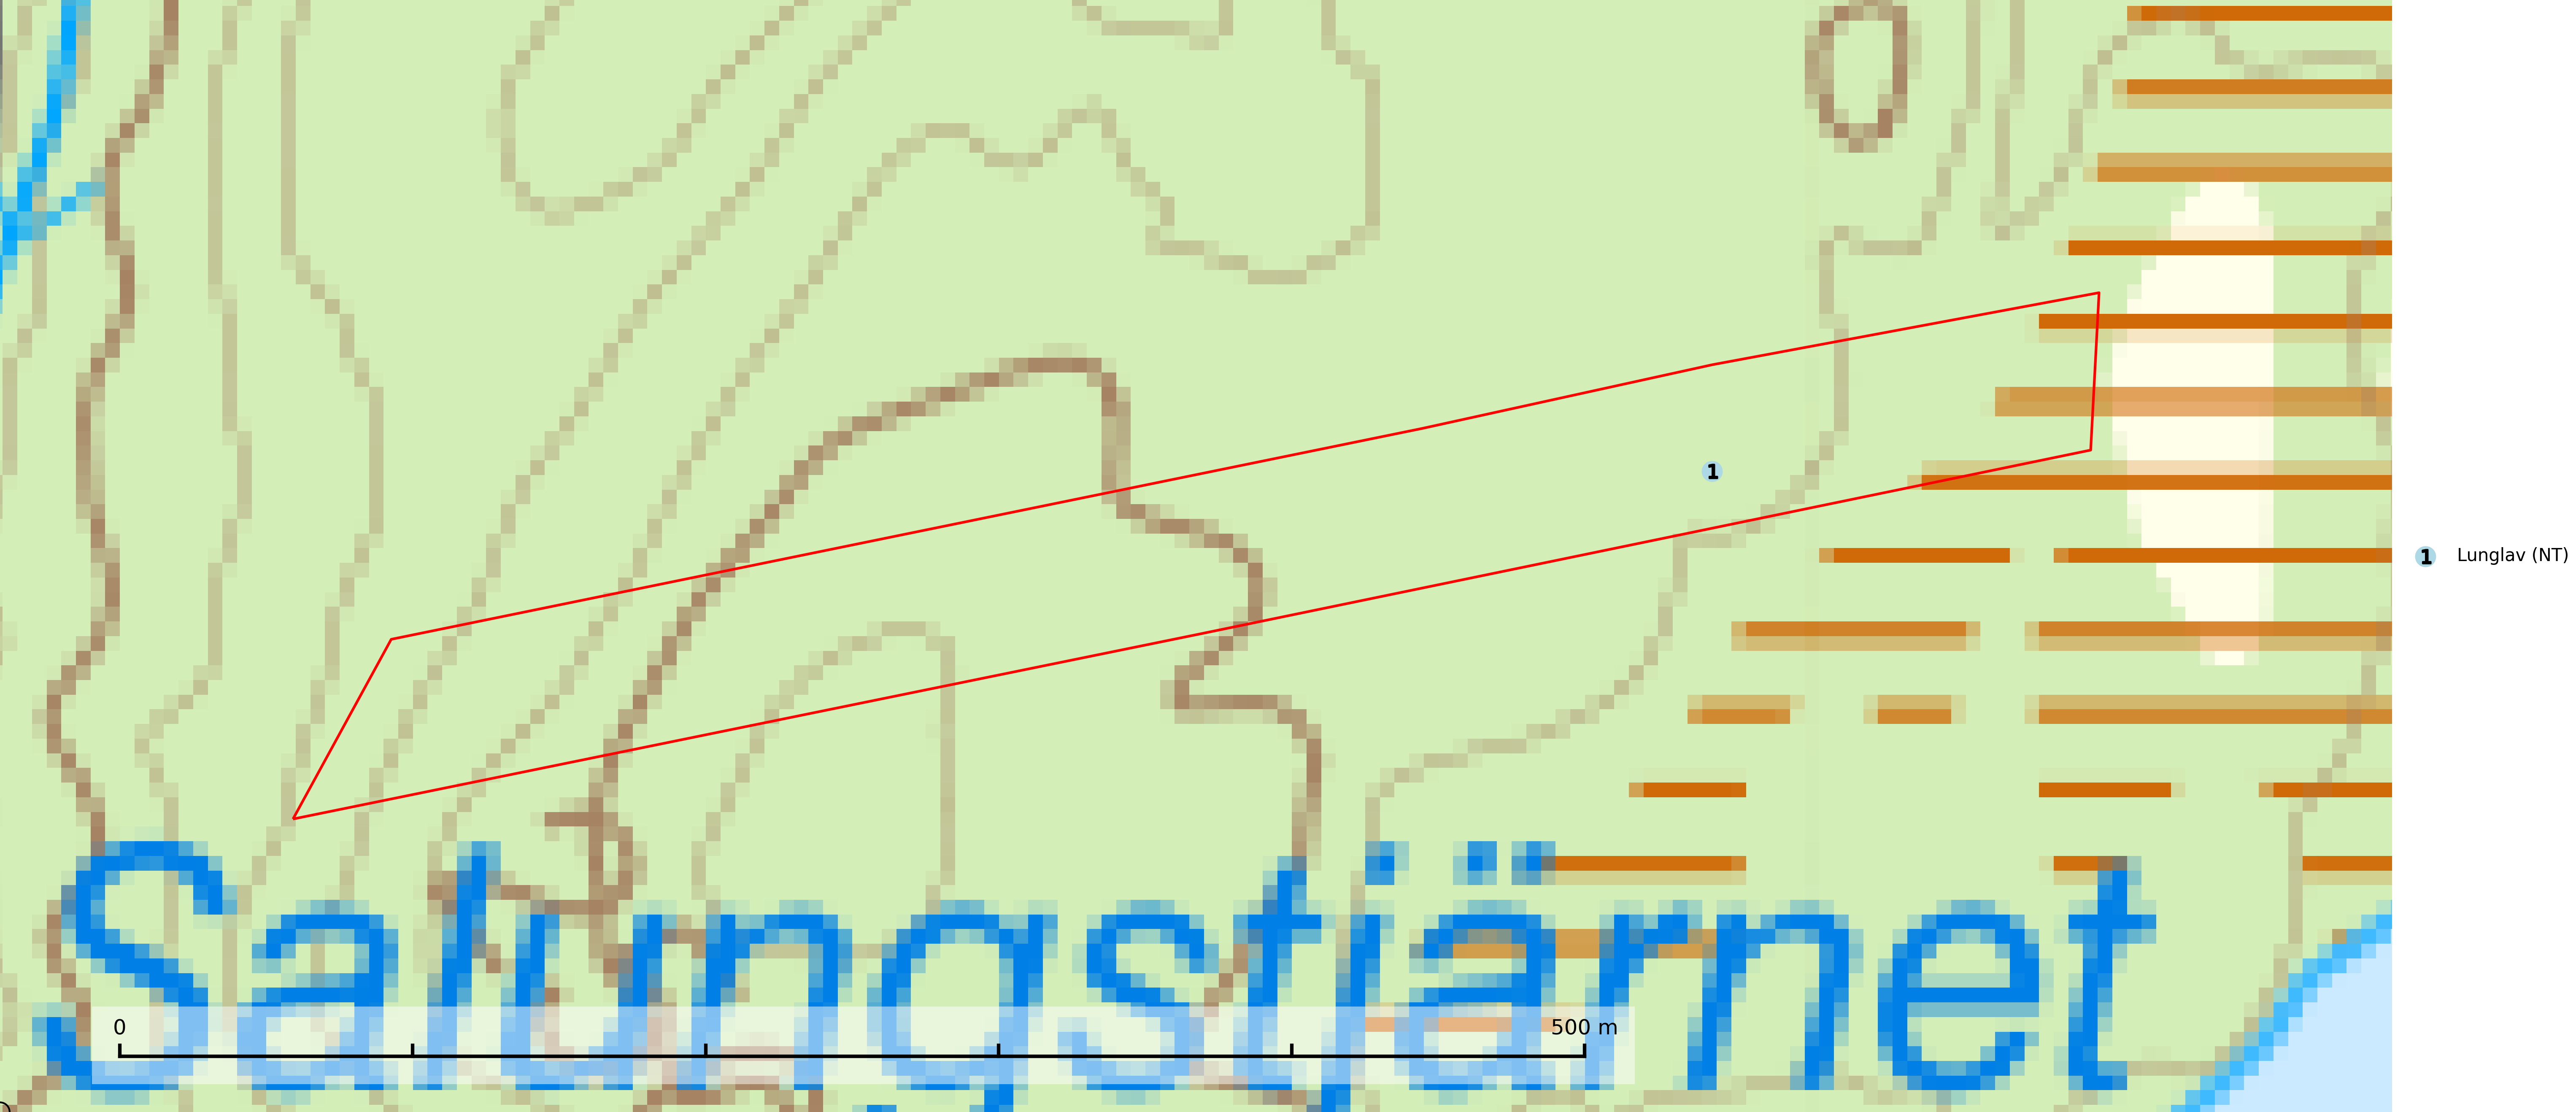 1
1 Lunglav (NT)
Salungstjärnet
0 500 m